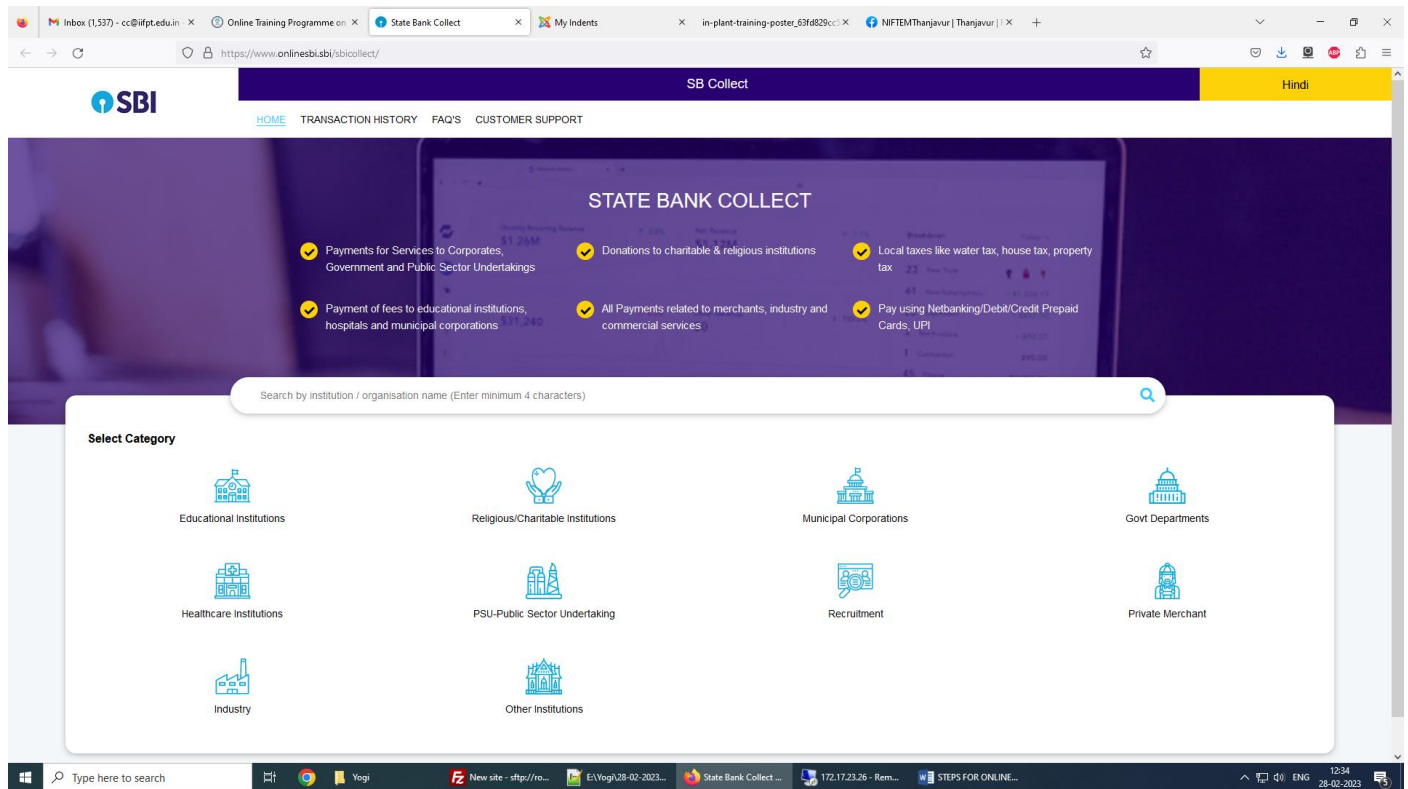 Inbox (1,537) - cc@iifpt.edu.in -
Online Training Programme on
State Bank Collect
My Indents
in-plant-training-poster_63fd829cc
NIFTEMThanjavur | Thanjavur |
https://www.onlinesbi.sbi/sbicollect/
ABP
SBI
SB Collect
Hindi
HOME TRANSACTION HISTORY FAQ'S CUSTOMER SUPPORT
STATE BANK COLLECT
Payments for Services to Corporates,
Government and Public Sector Undertakings
Donations to charitable & religious institutions
Local taxes like water tax, house tax, property
tax
Payment of fees to educational institutions,
hospitals and municipal corporations
All Payments related to merchants, industry and
commercial services
Pay using Netbanking/Debit/Credit Prepaid
Cards, UPI
$1.26M
$31,240
Search by institution / organisation name (Enter minimum 4 characters)
Select Category
Educational Institutions
Religious/Charitable Institutions
Municipal Corporations
Govt Departments
Healthcare Institutions
PSU-Public Sector Undertaking
Recruitment
Private Merchant
Industry
Other Institutions
Type here to search
Yogi
New site - sftp://ro...
E:\Yogi\28-02-2023...
State Bank Collect ...
172.17.23.26 - Rem...
STEPS FOR ONLINE...
ENG
12:34
28-02-2023
5